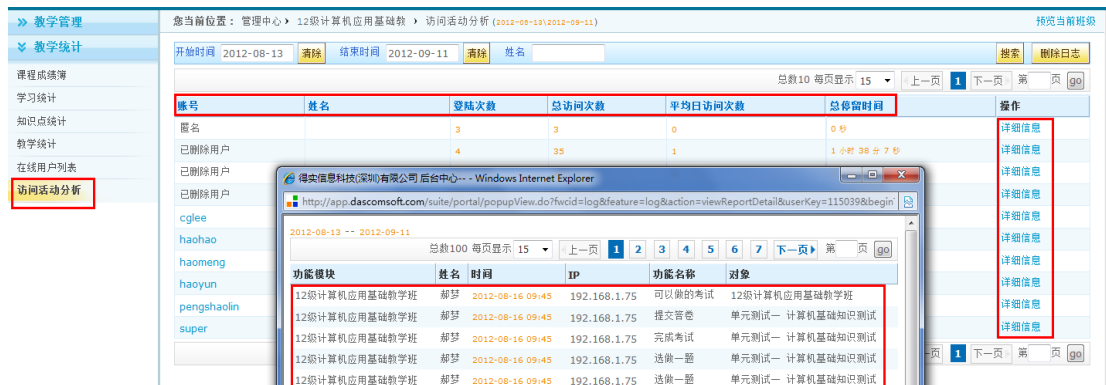 教学管理
教学统计
课程成绩簿
学习统计
知识点统计
教学统计
在线用户列表
访问活动分析
您当前位置： 管理中心 12级计算机应用基础教 访问活动分析 (2012-08-13\2012-09-11)
预览当前班级
开始时间 2012-08-13 清除 结束时间 2012-09-11 清除 姓名 搜索 删除日志
总数10 每页显示 15 上一页 1 下一页 第 页 go
账号 姓名 登陆次数 总访问次数 平均日访问次数 总停留时间 操作
匿名 3 3 0 0 秒 详细信息
已删除用户 4 35 1 1 小时 38 分 7 秒 详细信息
已删除用户 详细信息
已删除用户 详细信息
cglee 详细信息
haohao 详细信息
haomeng 详细信息
haoyun 详细信息
pengshaolin 详细信息
super 详细信息
页 1 下一页 第 页 go
得实信息科技(深圳)有限公司 后台中心-- - Windows Internet Explorer
http://app.dascomsoft.com/suite/portal/popupView.do?fwcid=log&feature=log&action=viewReportDetail&userKey=115039&begin
2012-08-13 -- 2012-09-11
总数100 每页显示 15 上一页 1 2 3 4 5 6 7 下一页 第 页 go
功能模块 姓名 时间 IP 功能名称 对象
12级计算机应用基础教学班 郝梦 2012-08-16 09:45 192.168.1.75 可以做的考试 12级计算机应用基础教学班
12级计算机应用基础教学班 郝梦 2012-08-16 09:45 192.168.1.75 提交答卷 单元测试一 计算机基础知识测试
12级计算机应用基础教学班 郝梦 2012-08-16 09:45 192.168.1.75 完成考试 单元测试一 计算机基础知识测试
12级计算机应用基础教学班 郝梦 2012-08-16 09:45 192.168.1.75 选做一题 单元测试一 计算机基础知识测试
12级计算机应用基础教学班 郝梦 2012-08-16 09:45 192.168.1.75 选做一题 单元测试一 计算机基础知识测试